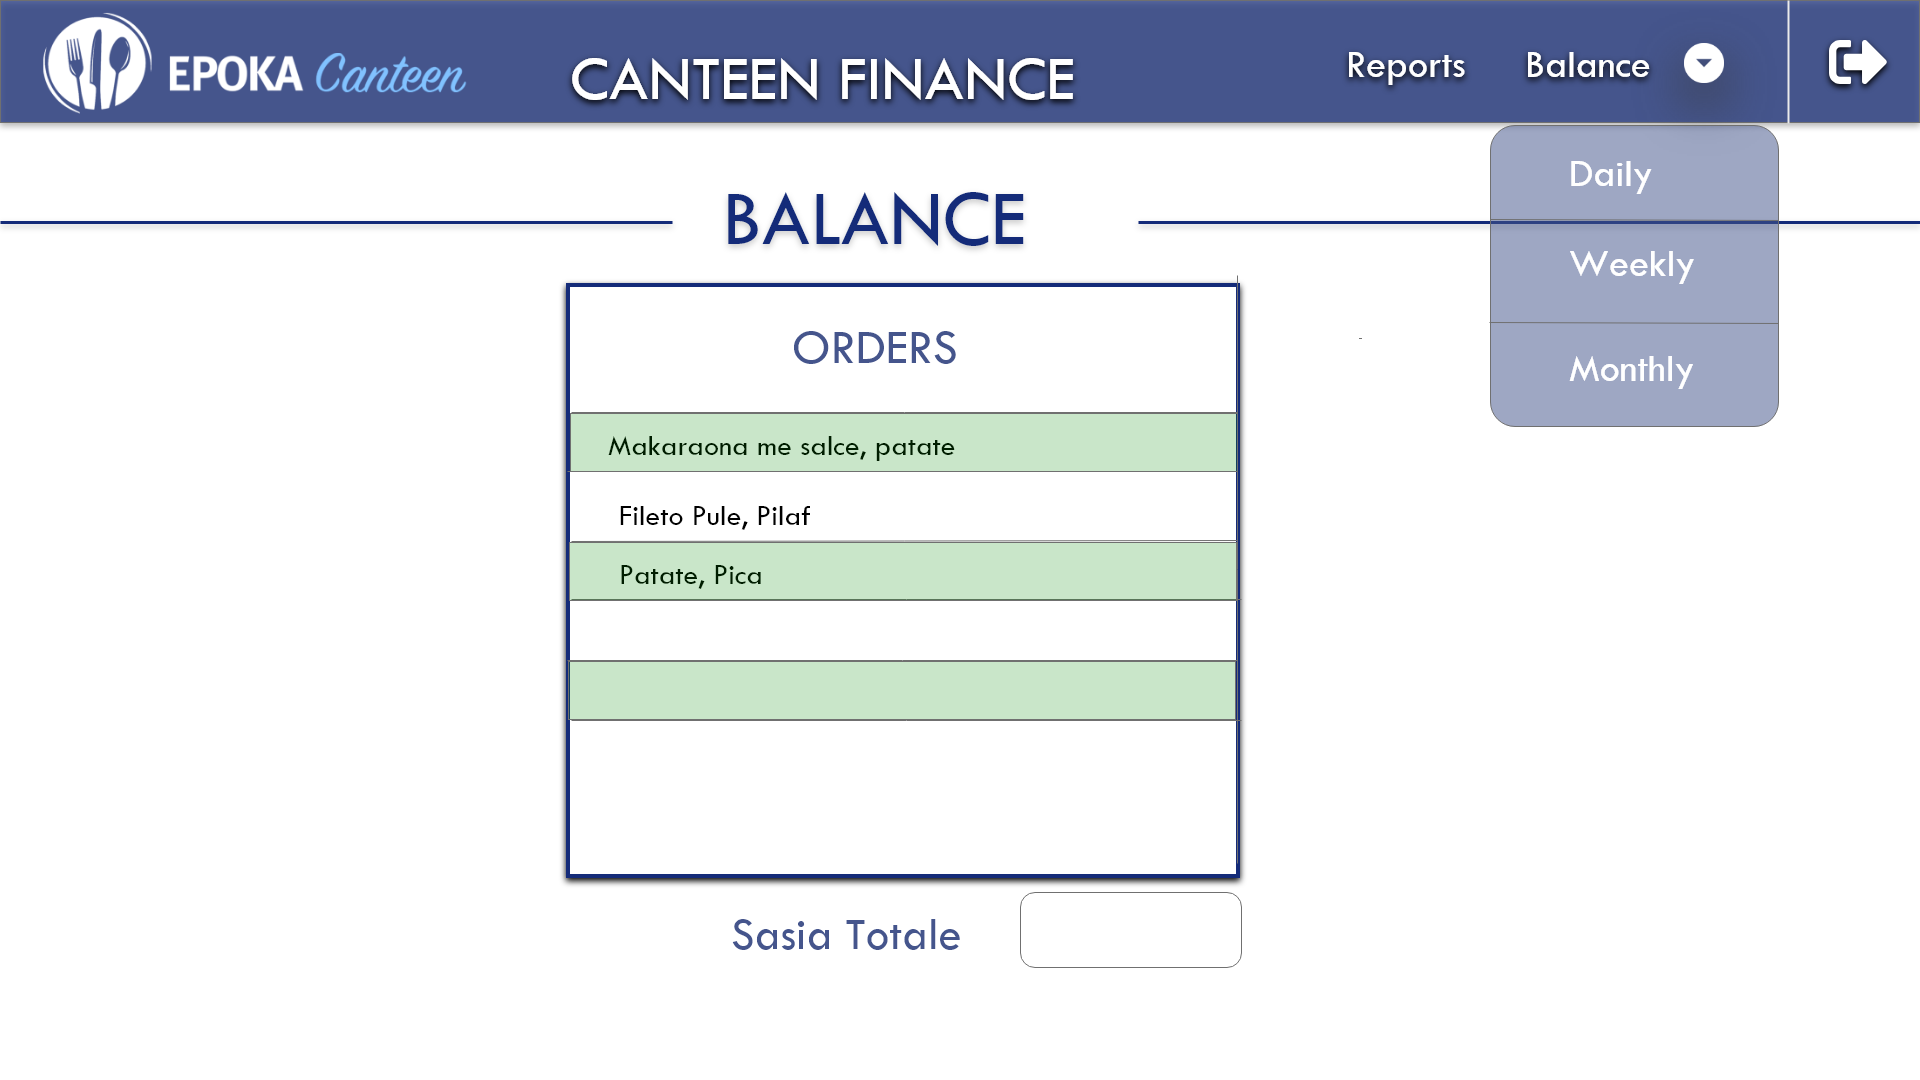 EPOKA Canteen
CANTEEN FINANCE
Reports
Balance
Daily
Weekly
Monthly
BALANCE
ORDERS
Makaraona me salce, patate
Fileto Pule, Pilaf
Patate, Pica
Sasia Totale